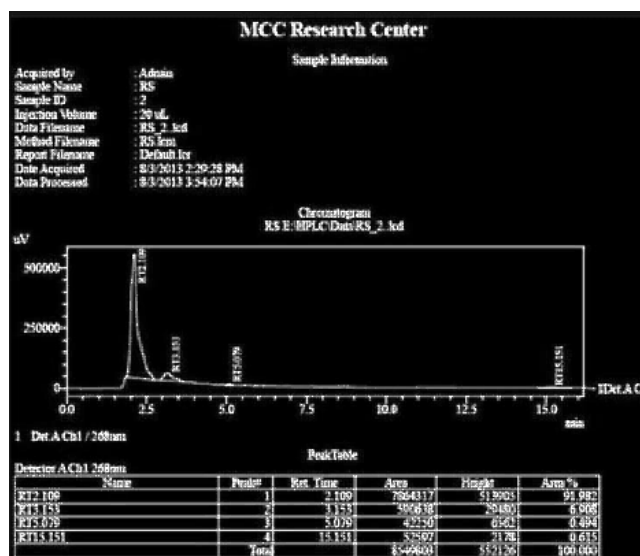 MCC Research Center
Sample Information
Acquired by : Admin
Sample Name : RS
Sample ID : 2
Injection Volume : 20 uL
Data Filename : RS_2.lcd
Method Filename : RS.lcm
Report Filename : Default.lcr
Date Acquired : 8/3/2013 2:29:28 PM
Data Processed : 8/3/2013 3:54:07 PM
Chromatogram
RS E:\HPLC\Data\RS_2.lcd
uV
500000
250000
0
RT2.109
RT3.153
RT5.079
RT15.151
1Det.A C
0.0 2.5 5.0 7.5 10.0 12.5 15.0
min
1 Det.A Ch1 / 268nm
PeakTable
Detector A Ch1 268nm
Name Peak# Ret. Time Area Height Area %
RT2.109 1 2.109 7864317 513903 91.982
RT3.153 2 3.153 590638 29480 6.908
RT5.079 3 5.079 42250 6.494
RT15.151 4 15.151 52597 2178 0.615
Total 100.000